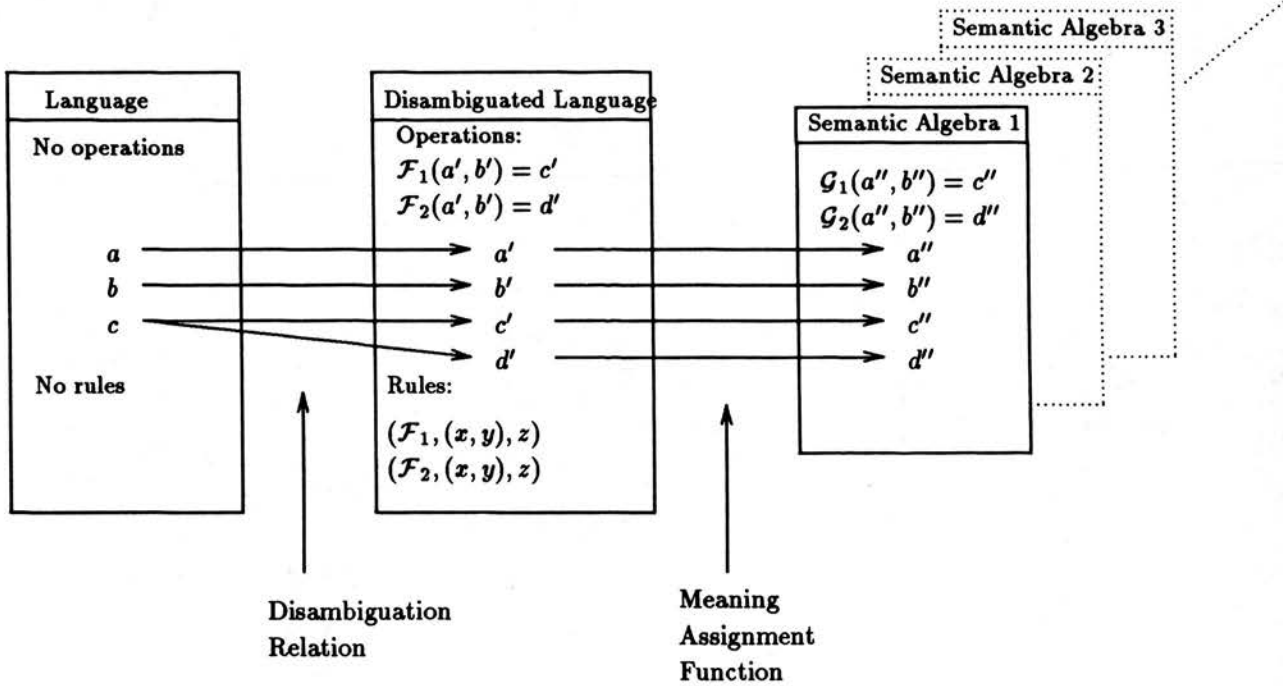 Semantic Algebra 3
Semantic Algebra 2
Language
No operations
a
b
c
No rules
Disambiguated Language
Operations:
ℱ₁(a′, b′) = c′
ℱ₂(a′, b′) = d′
a′
b′
c′
d′
Rules:
(ℱ₁, (x, y), z)
(ℱ₂, (x, y), z)
Semantic Algebra 1
𝒢₁(a″, b″) = c″
𝒢₂(a″, b″) = d″
a″
b″
c″
d″
Disambiguation
Relation
Meaning
Assignment
Function